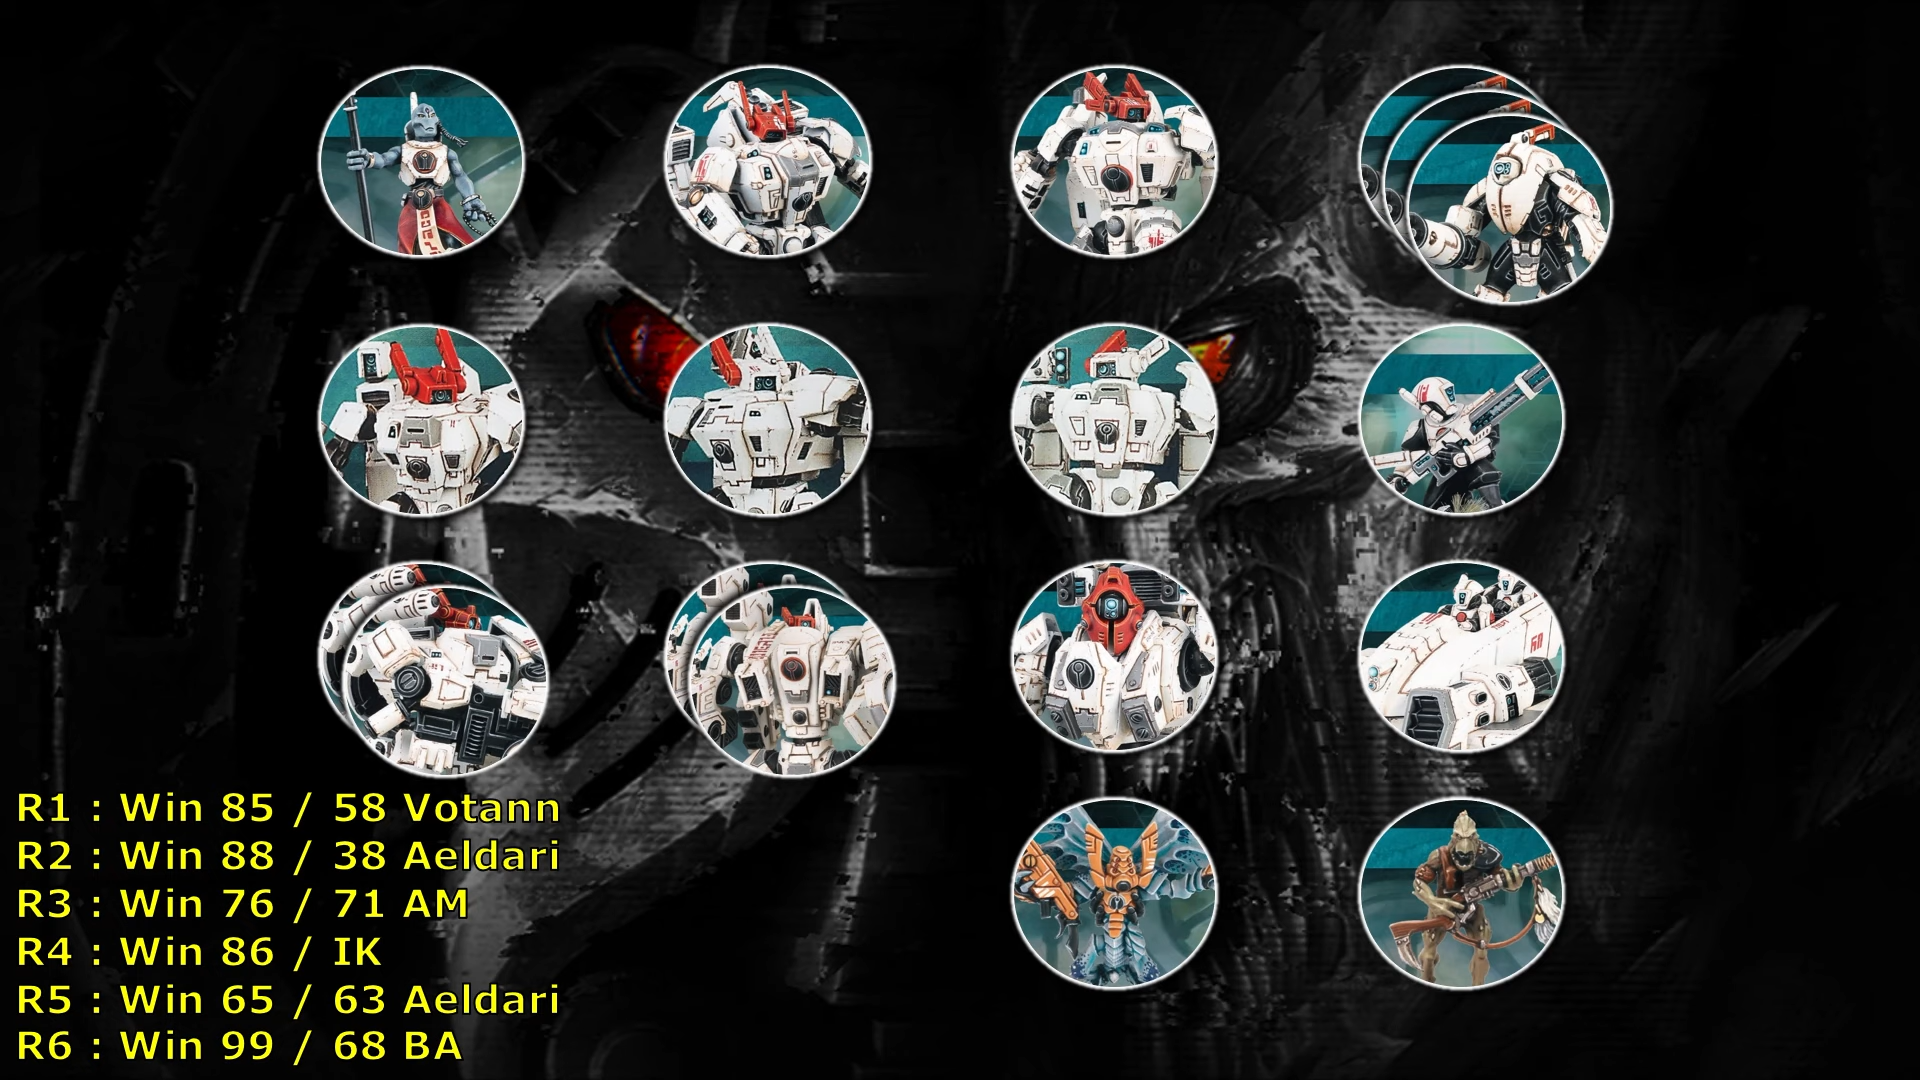 R1 : Win 85 / 58 Votann
R2 : Win 88 / 38 Aeldari
R3 : Win 76 / 71 AM
R4 : Win 86 / IK
R5 : Win 65 / 63 Aeldari
R6 : Win 99 / 68 BA